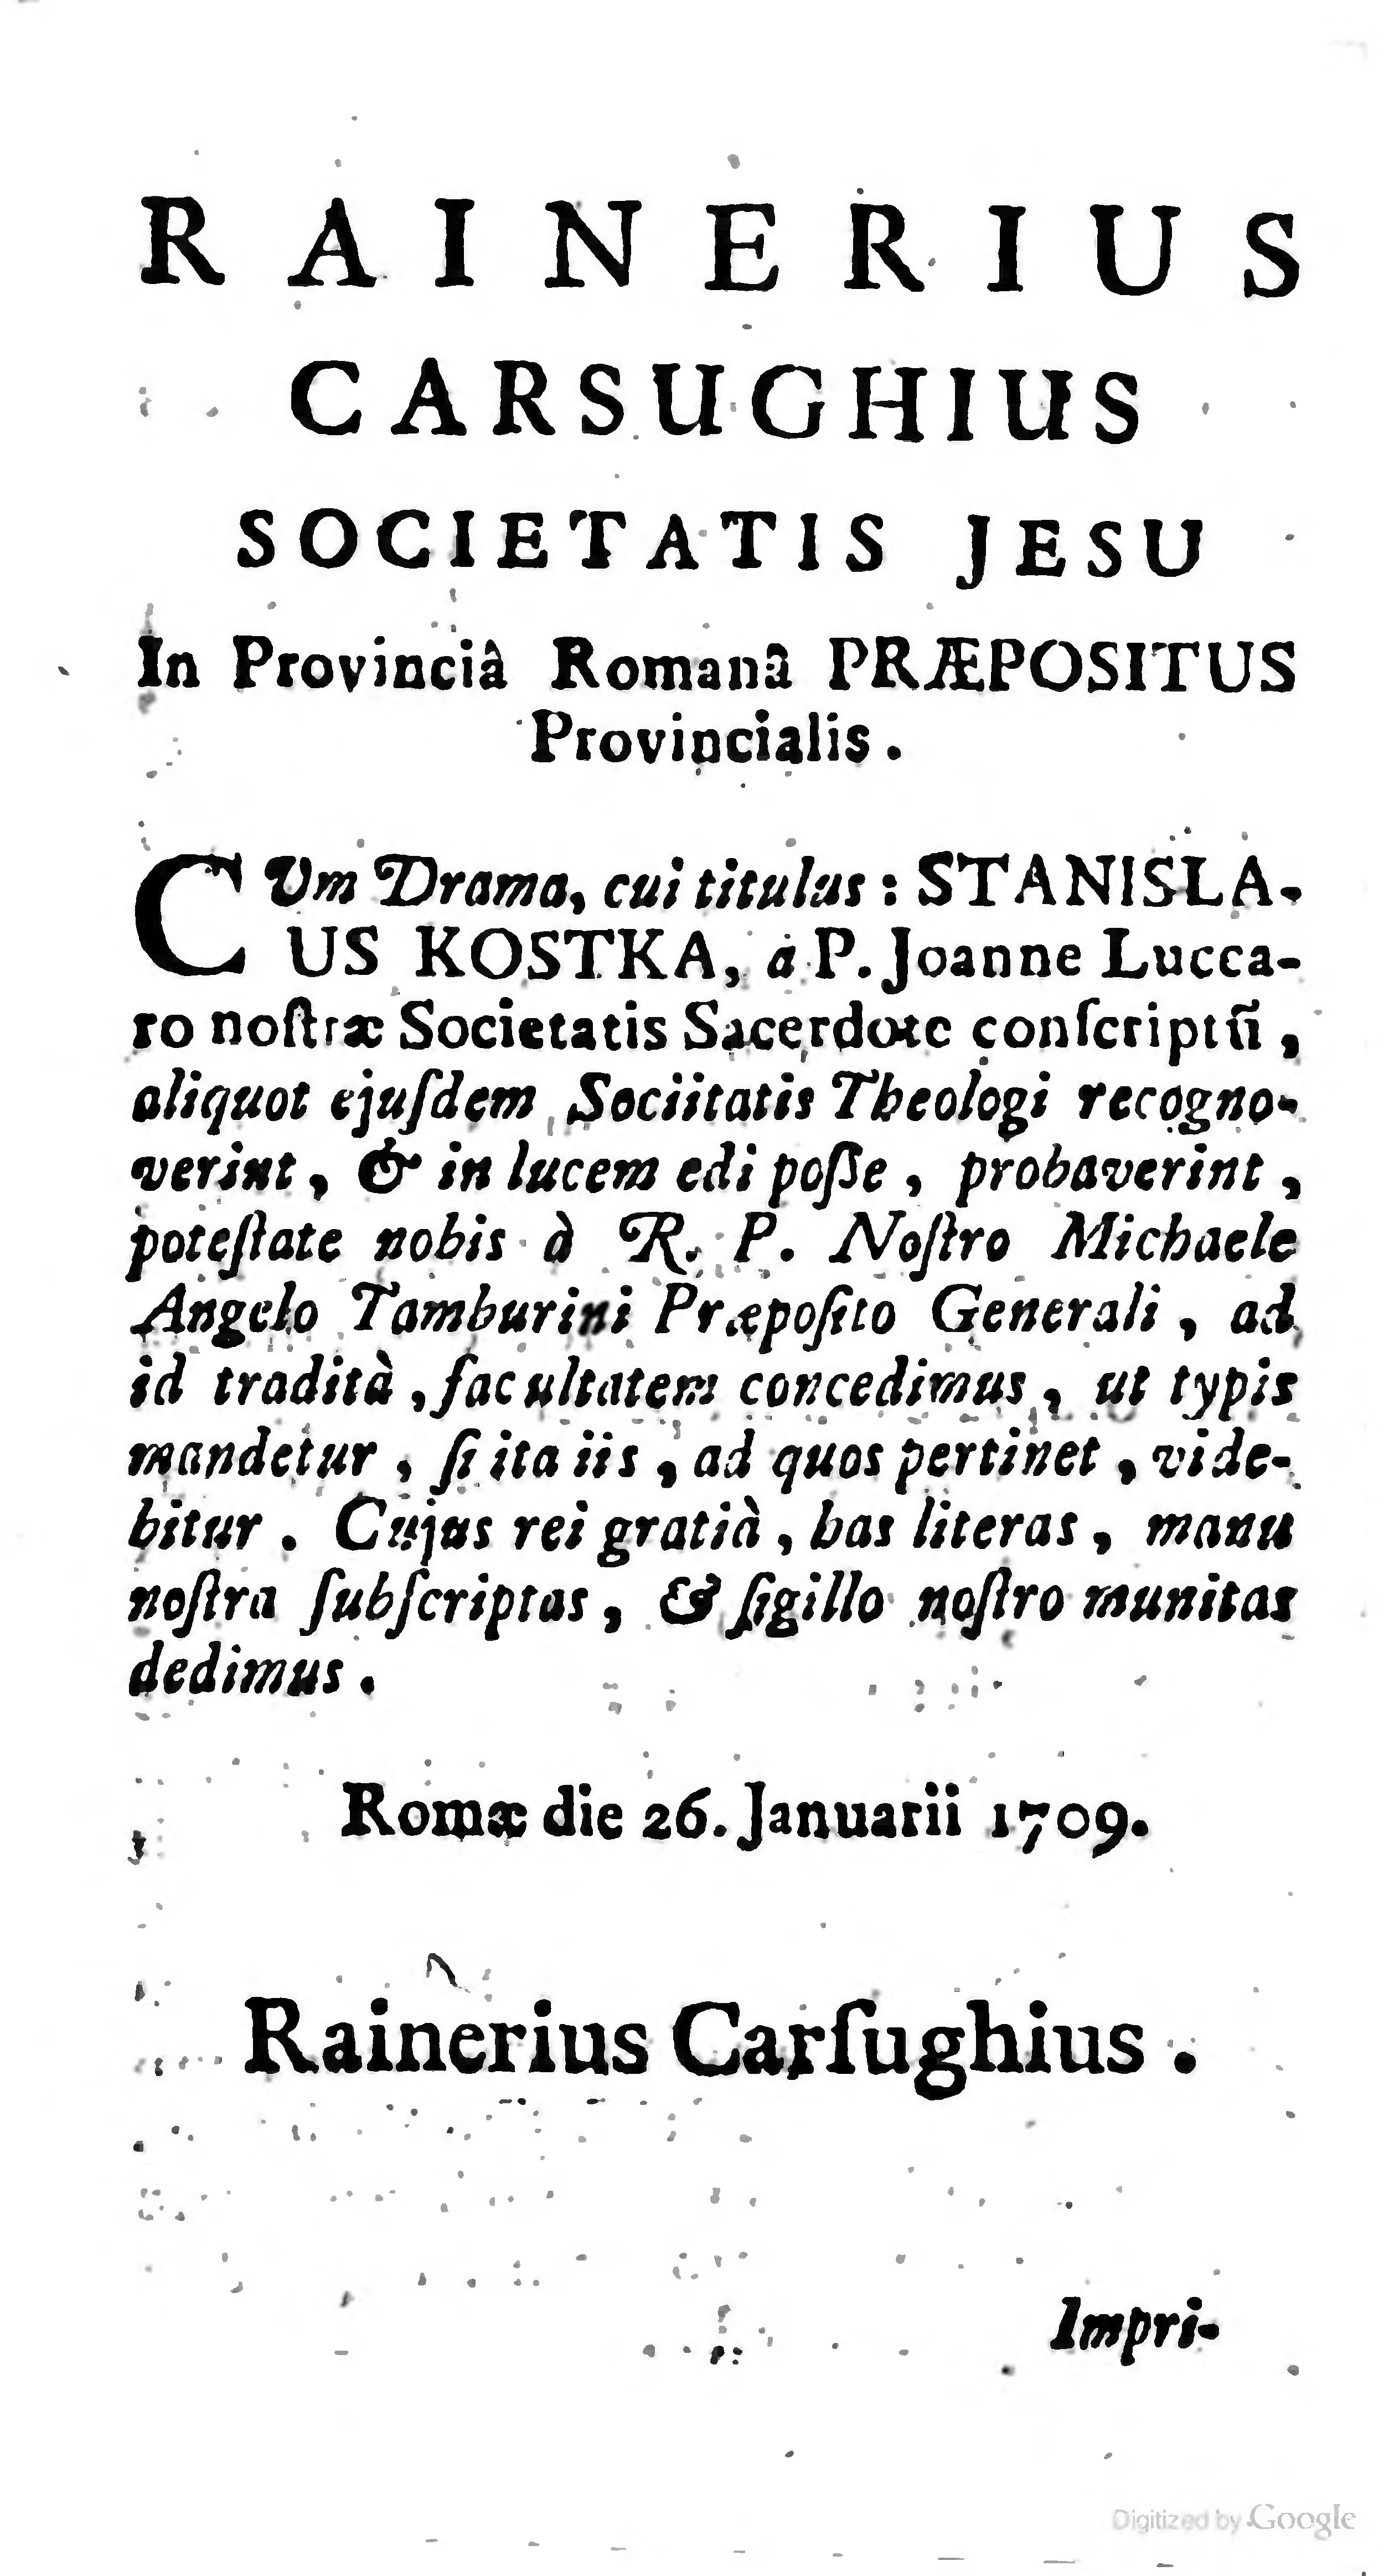 RAINERIUS
CARSUGHIUS
SOCIETATIS JESU
In Provinciâ Romanâ PRÆPOSITUS
Provincialis.
CUm Drama, cui titulus: STANISLA-
US KOSTKA, à P. Joanne Lucca-
ro noſtræ Societatis Sacerdote conſcriptũ,
aliquot ejuſdem Sociitatis Theologi recogno-
verint, & in lucem edi poſſe, probaverint,
poteſtate nobis à R. P. Noſtro Michaele
Angelo Tamburini Præpoſito Generali, ad
id tradità, facultatem concedimus, ut typis
mandetur, ſi ita iis, ad quos pertinet, vide-
bitur. Cujus rei gratià, has literas, manu
noſtra ſubſcriptas, & ſigillo noſtro munitas
dedimus.
Romæ die 26. Januarii 1709.
Rainerius Carſughius.
Impri-
Digitized by Google